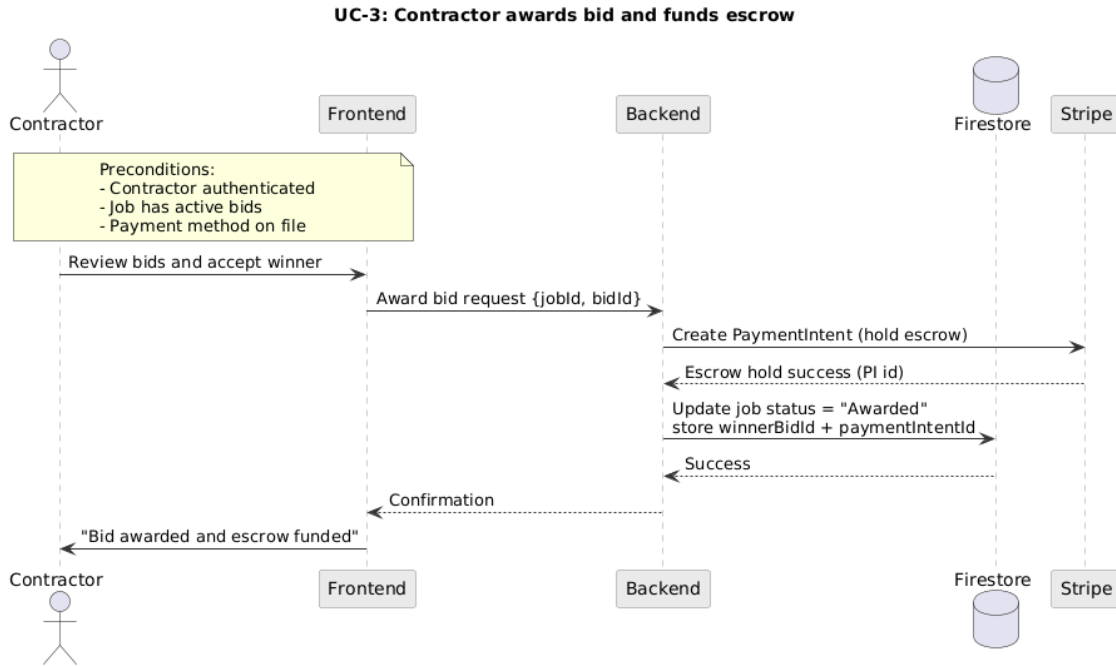 UC-3: Contractor awards bid and funds escrow
Contractor
Frontend
Backend
Firestore
Stripe
Preconditions:
- Contractor authenticated
- Job has active bids
- Payment method on file
Review bids and accept winner
Award bid request {jobId, bidId}
Create PaymentIntent (hold escrow)
Escrow hold success (PI id)
Update job status = "Awarded"
store winnerBidId + paymentIntentId
Success
Confirmation
"Bid awarded and escrow funded"
Contractor
Frontend
Backend
Firestore
Stripe